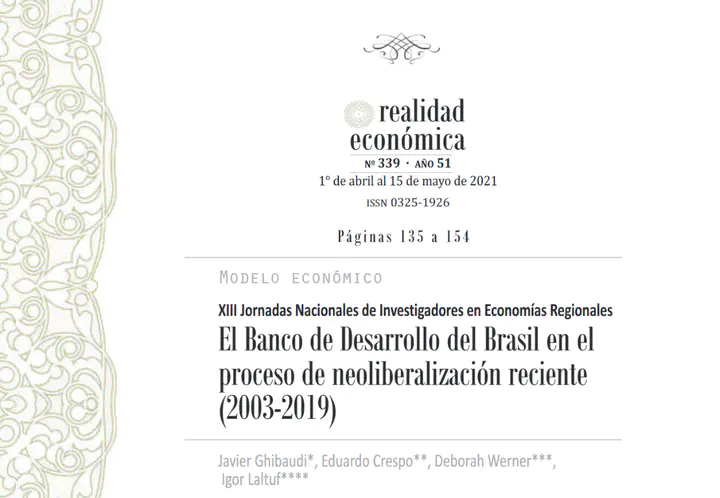 realidad
económica
Nº 339 · AÑO 51
1° de abril al 15 de mayo de 2021
ISSN 0325-1926
Páginas 135 a 154
Modelo económico
XIII Jornadas Nacionales de Investigadores en Economías Regionales
El Banco de Desarrollo del Brasil en el
proceso de neoliberalización reciente
(2003-2019)
Javier Ghibaudi*, Eduardo Crespo**, Deborah Werner***,
Igor Laltuf****